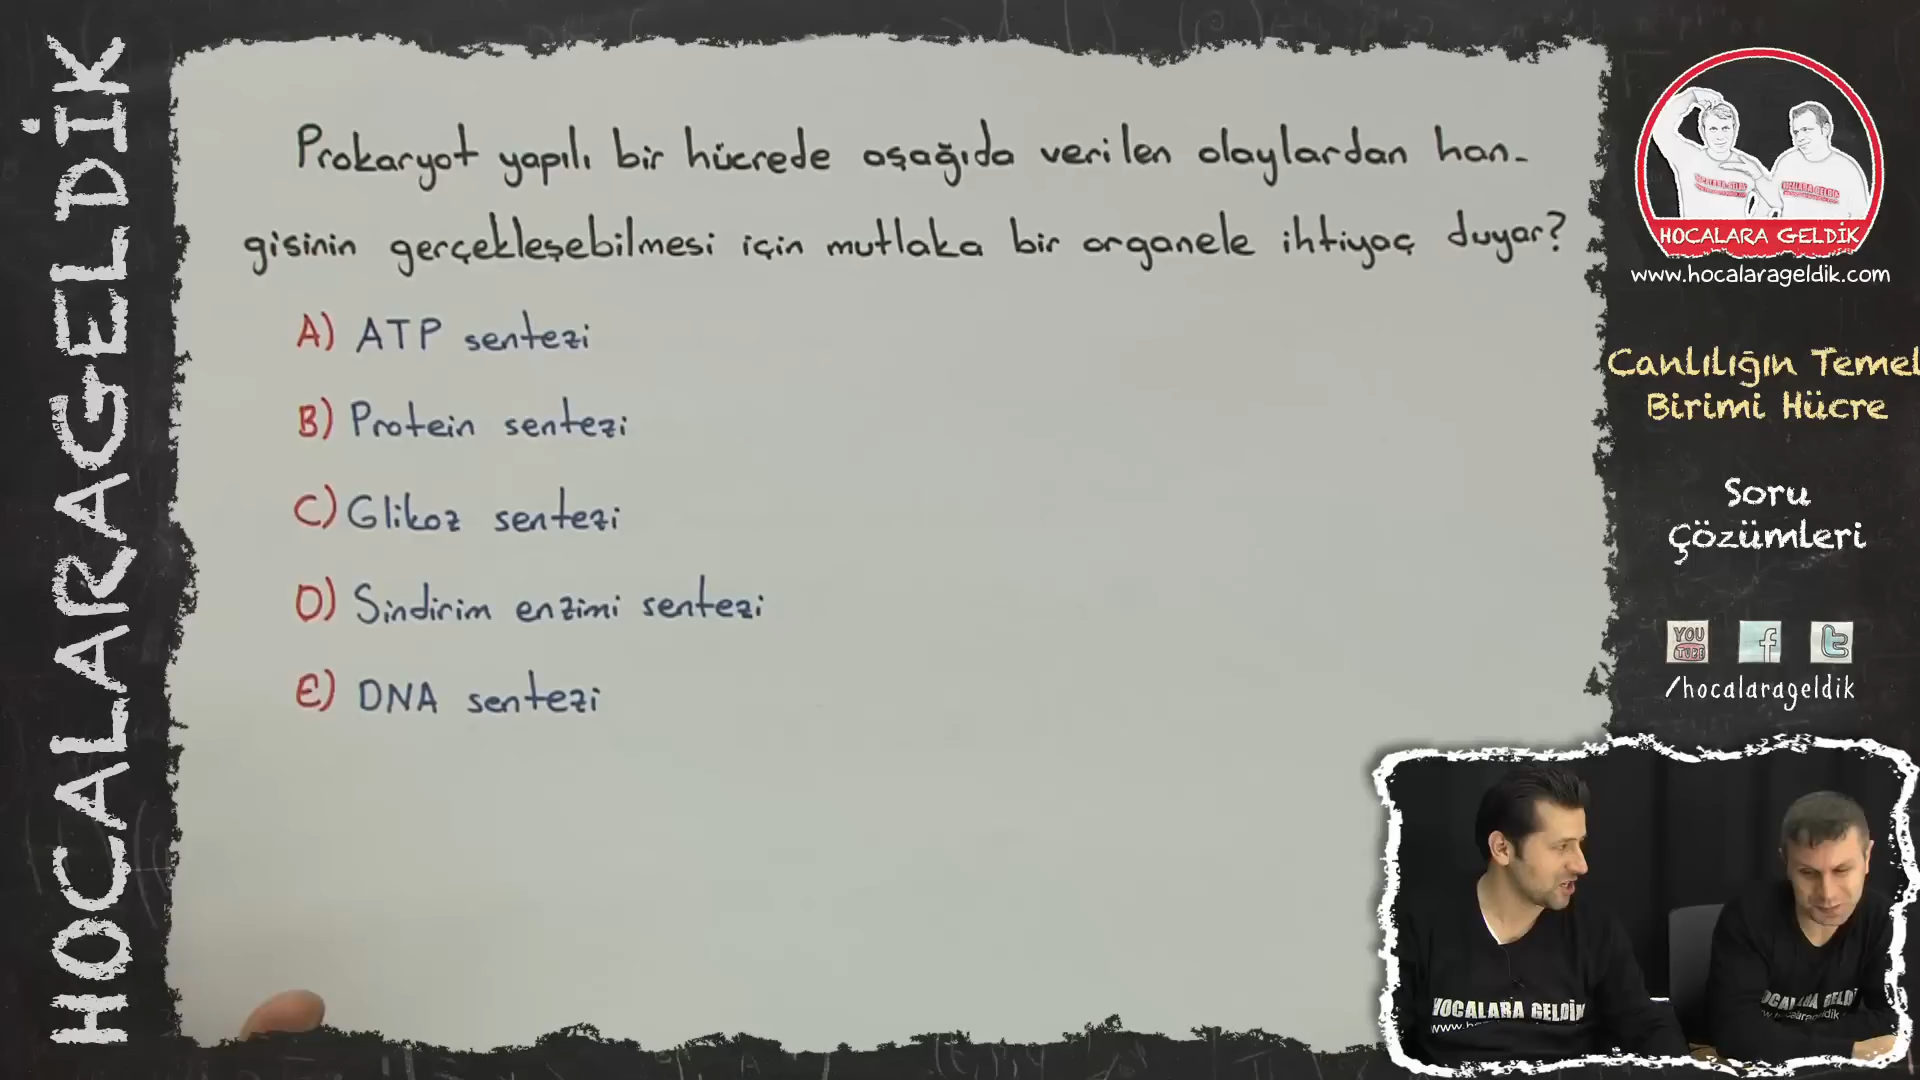 HOCALARAGELDİK
Prokaryot yapılı bir hücrede aşağıda verilen olaylardan han-
gisinin gerçekleşebilmesi için mutlaka bir organele ihtiyaç duyar?
A) ATP sentezi
B) Protein sentezi
C) Glikoz sentezi
D) Sindirim enzimi sentezi
E) DNA sentezi
HOCALARA GELDİK
www.hocalarageldik.com
Canlılığın Temel
Birimi Hücre
Soru
Çözümleri
YOU
TUBE
f
t
/hocalarageldik
HOCALARA GELDİK